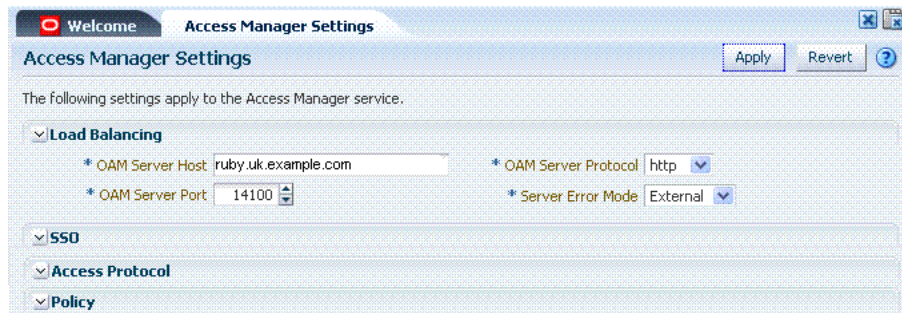 Welcome Access Manager Settings
Access Manager Settings Apply Revert ?
The following settings apply to the Access Manager service.
Load Balancing
* OAM Server Host ruby.uk.example.com * OAM Server Protocol http
* OAM Server Port 14100 * Server Error Mode External
SSO
Access Protocol
Policy